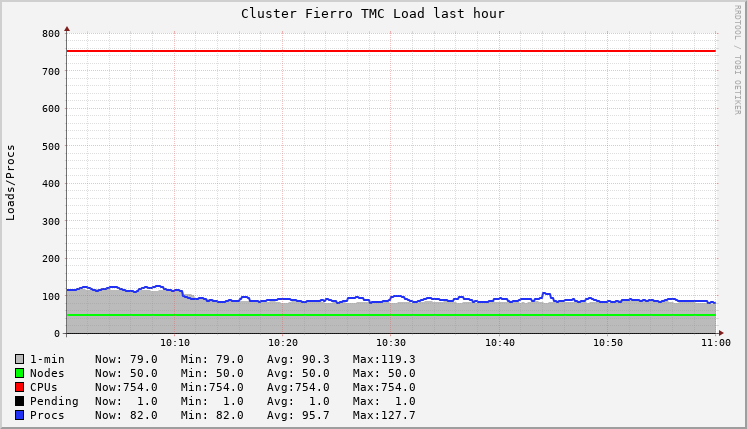 Cluster Fierro TMC Load last hour
RRDTOOL / TOBI OETIKER
Loads/Procs
800
700
600
500
400
300
200
100
0
10:10 10:20 10:30 10:40 10:50 11:00
1-min Now: 79.0 Min: 79.0 Avg: 90.3 Max:119.3
Nodes Now: 50.0 Min: 50.0 Avg: 50.0 Max: 50.0
CPUs Now:754.0 Min:754.0 Avg:754.0 Max:754.0
Pending Now: 1.0 Min: 1.0 Avg: 1.0 Max: 1.0
Procs Now: 82.0 Min: 82.0 Avg: 95.7 Max:127.7